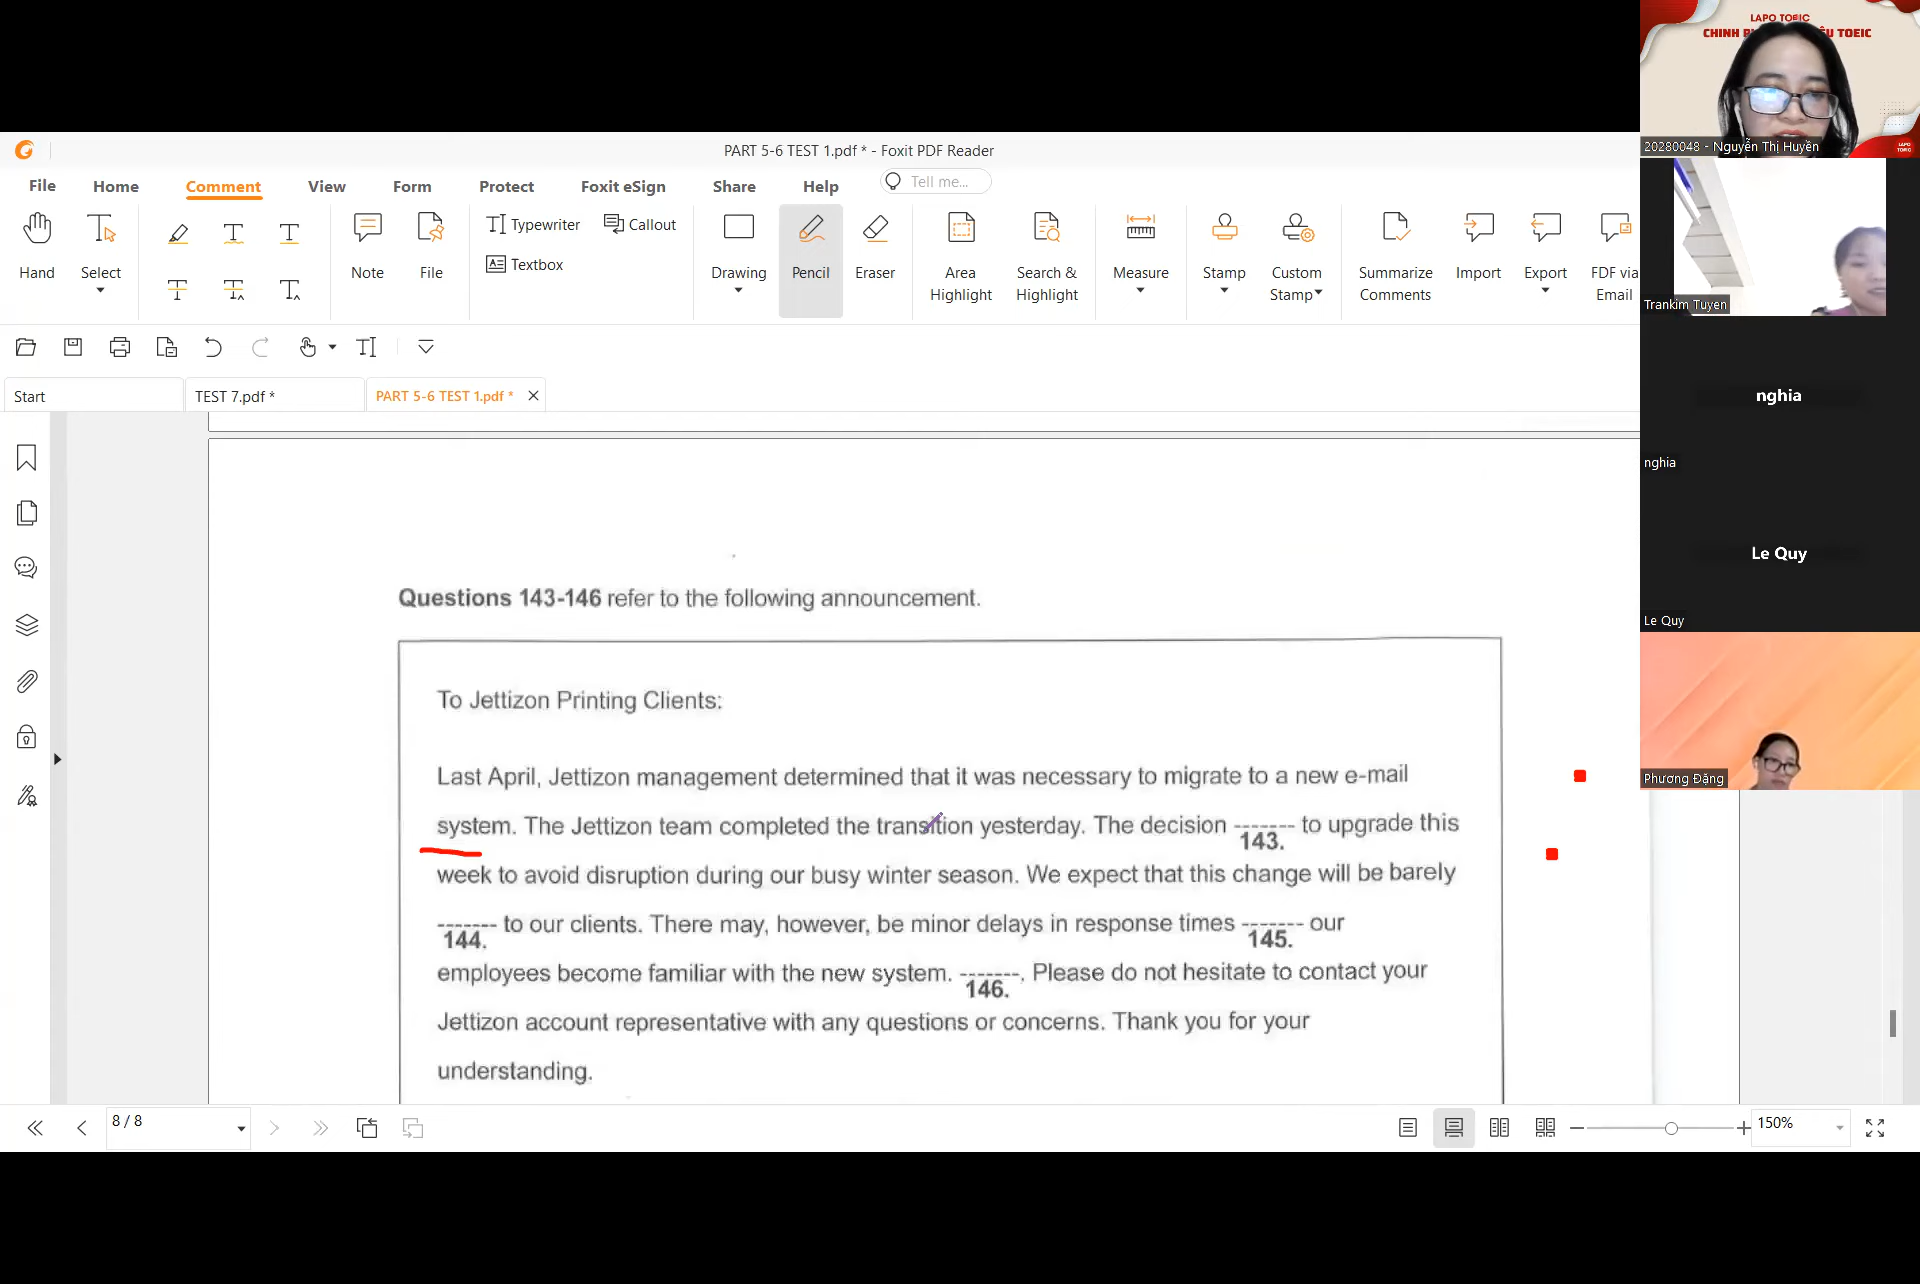 LAPO TOEIC
20280048 - Nguyễn Thị Huyền
PART 5-6 TEST 1.pdf * - Foxit PDF Reader
File
Home
Comment
View
Form
Protect
Foxit eSign
Share
Help
Tell me...
Typewriter
Callout
Textbox
Hand
Select
Note
File
Drawing
Pencil
Eraser
Area
Highlight
Search &
Highlight
Measure
Stamp
Custom
Stamp
Summarize
Comments
Import
Export
FDF via
Email
Trankim Tuyen
Start
TEST 7.pdf *
PART 5-6 TEST 1.pdf *
nghia
nghia
Le Quy
Le Quy
Phương Đặng
Questions 143-146 refer to the following announcement.
To Jettizon Printing Clients:
Last April, Jettizon management determined that it was necessary to migrate to a new e-mail
system. The Jettizon team completed the transition yesterday. The decision ------- to upgrade this
143.
week to avoid disruption during our busy winter season. We expect that this change will be barely
------- to our clients. There may, however, be minor delays in response times ------- our
144. 145.
employees become familiar with the new system. -------. Please do not hesitate to contact your
146.
Jettizon account representative with any questions or concerns. Thank you for your
understanding.
8 / 8
150%